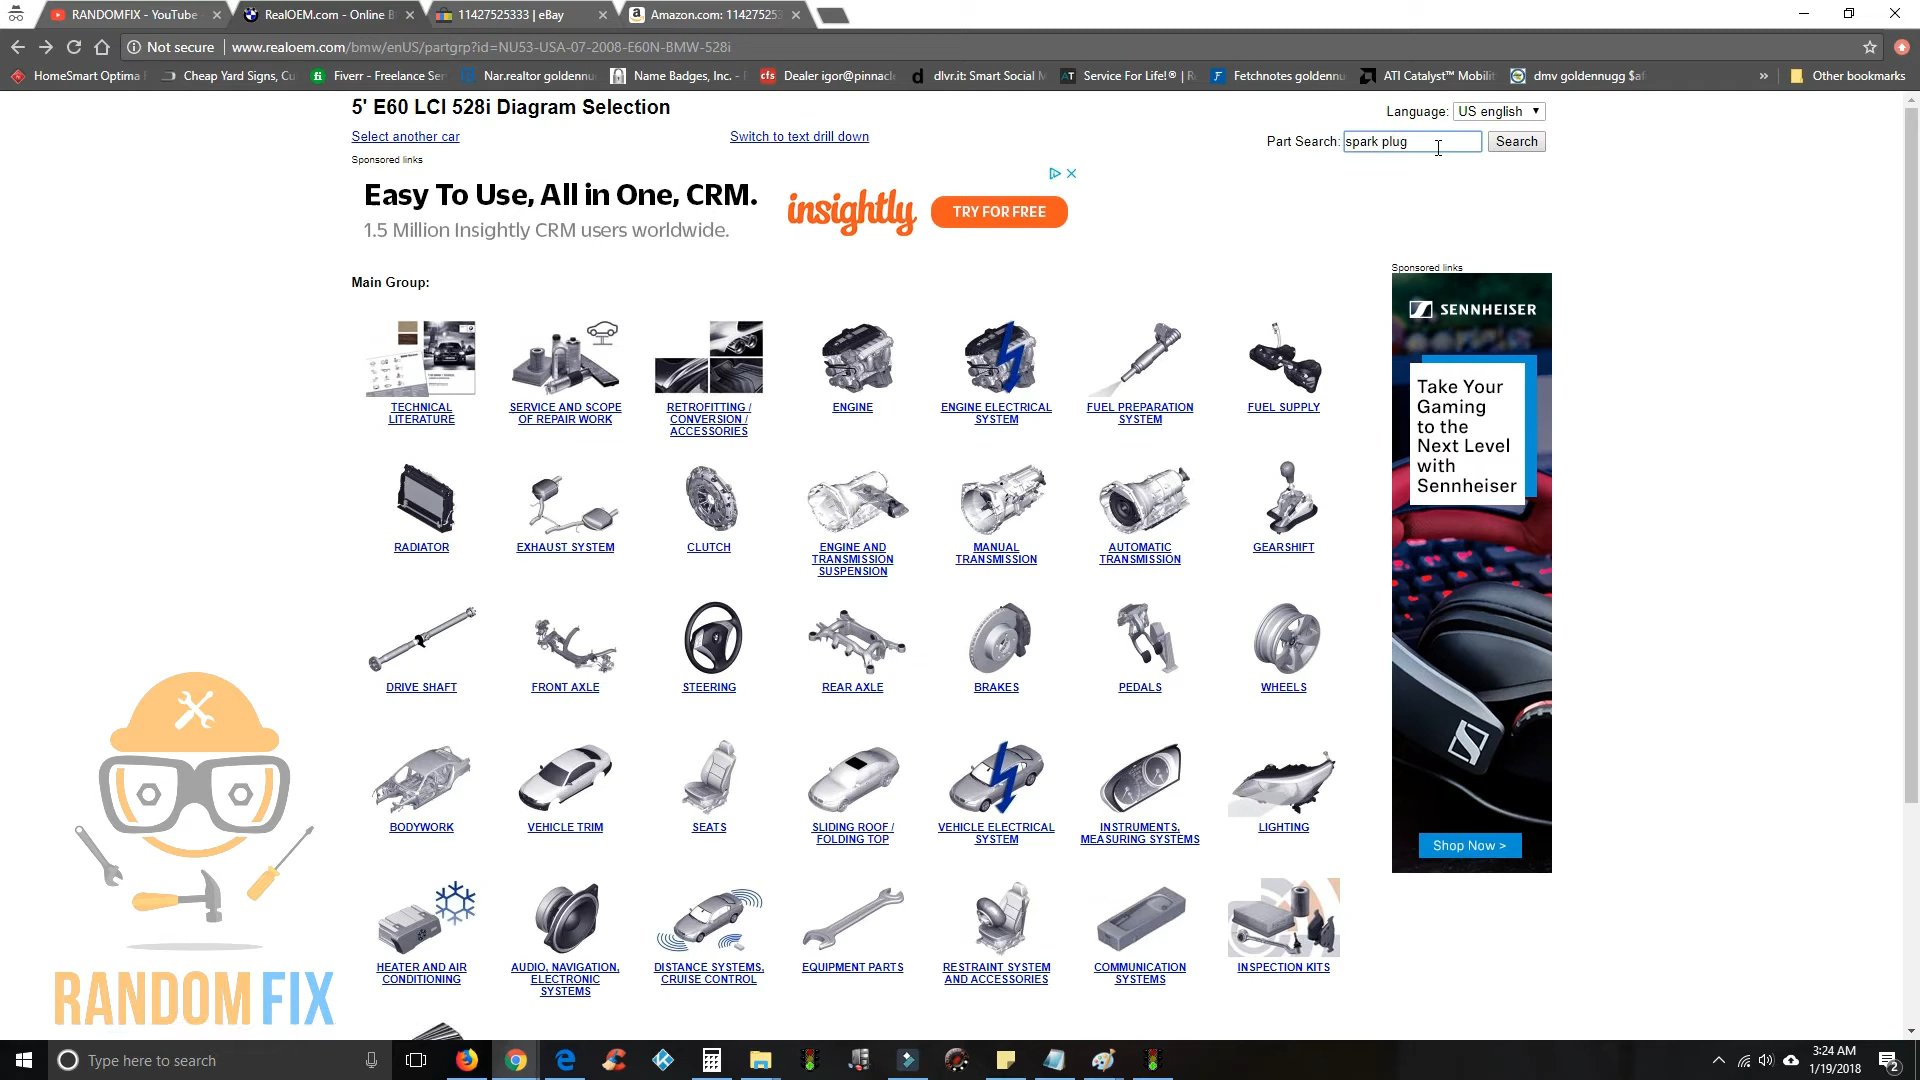 RANDOMFIX - YouTube
RealOEM.com - Online B
11427525333 | eBay
Amazon.com: 114275253
Not secure
www.realoem.com/bmw/enUS/partgrp?id=NU53-USA-07-2008-E60N-BMW-528i
HomeSmart Optima
Cheap Yard Signs, Cu
Fiverr - Freelance Ser
Nar.realtor goldennu
Name Badges, Inc. -
cfs
Dealer igor@pinnacl
d
dlvr.it: Smart Social M
AT
Service For Life!® | R
Fetchnotes goldennu
ATI Catalyst™ Mobilit
dmv goldennugg $af
»
Other bookmarks
5' E60 LCI 528i Diagram Selection
Language: US english
Select another car
Switch to text drill down
Part Search: spark plug
Search
Sponsored links
Easy To Use, All in One, CRM.
1.5 Million Insightly CRM users worldwide.
insightly
TRY FOR FREE
Main Group:
Sponsored links
TECHNICAL
LITERATURE
SERVICE AND SCOPE
OF REPAIR WORK
RETROFITTING /
CONVERSION /
ACCESSORIES
ENGINE
ENGINE ELECTRICAL
SYSTEM
FUEL PREPARATION
SYSTEM
FUEL SUPPLY
RADIATOR
EXHAUST SYSTEM
CLUTCH
ENGINE AND
TRANSMISSION
SUSPENSION
MANUAL
TRANSMISSION
AUTOMATIC
TRANSMISSION
GEARSHIFT
DRIVE SHAFT
FRONT AXLE
STEERING
REAR AXLE
BRAKES
PEDALS
WHEELS
BODYWORK
VEHICLE TRIM
SEATS
SLIDING ROOF /
FOLDING TOP
VEHICLE ELECTRICAL
SYSTEM
INSTRUMENTS,
MEASURING SYSTEMS
LIGHTING
HEATER AND AIR
CONDITIONING
AUDIO, NAVIGATION,
ELECTRONIC
SYSTEMS
DISTANCE SYSTEMS,
CRUISE CONTROL
EQUIPMENT PARTS
RESTRAINT SYSTEM
AND ACCESSORIES
COMMUNICATION
SYSTEMS
INSPECTION KITS
SENNHEISER
Take Your
Gaming
to the
Next Level
with
Sennheiser
Shop Now >
RANDOMFIX
Type here to search
3:24 AM
1/19/2018
2